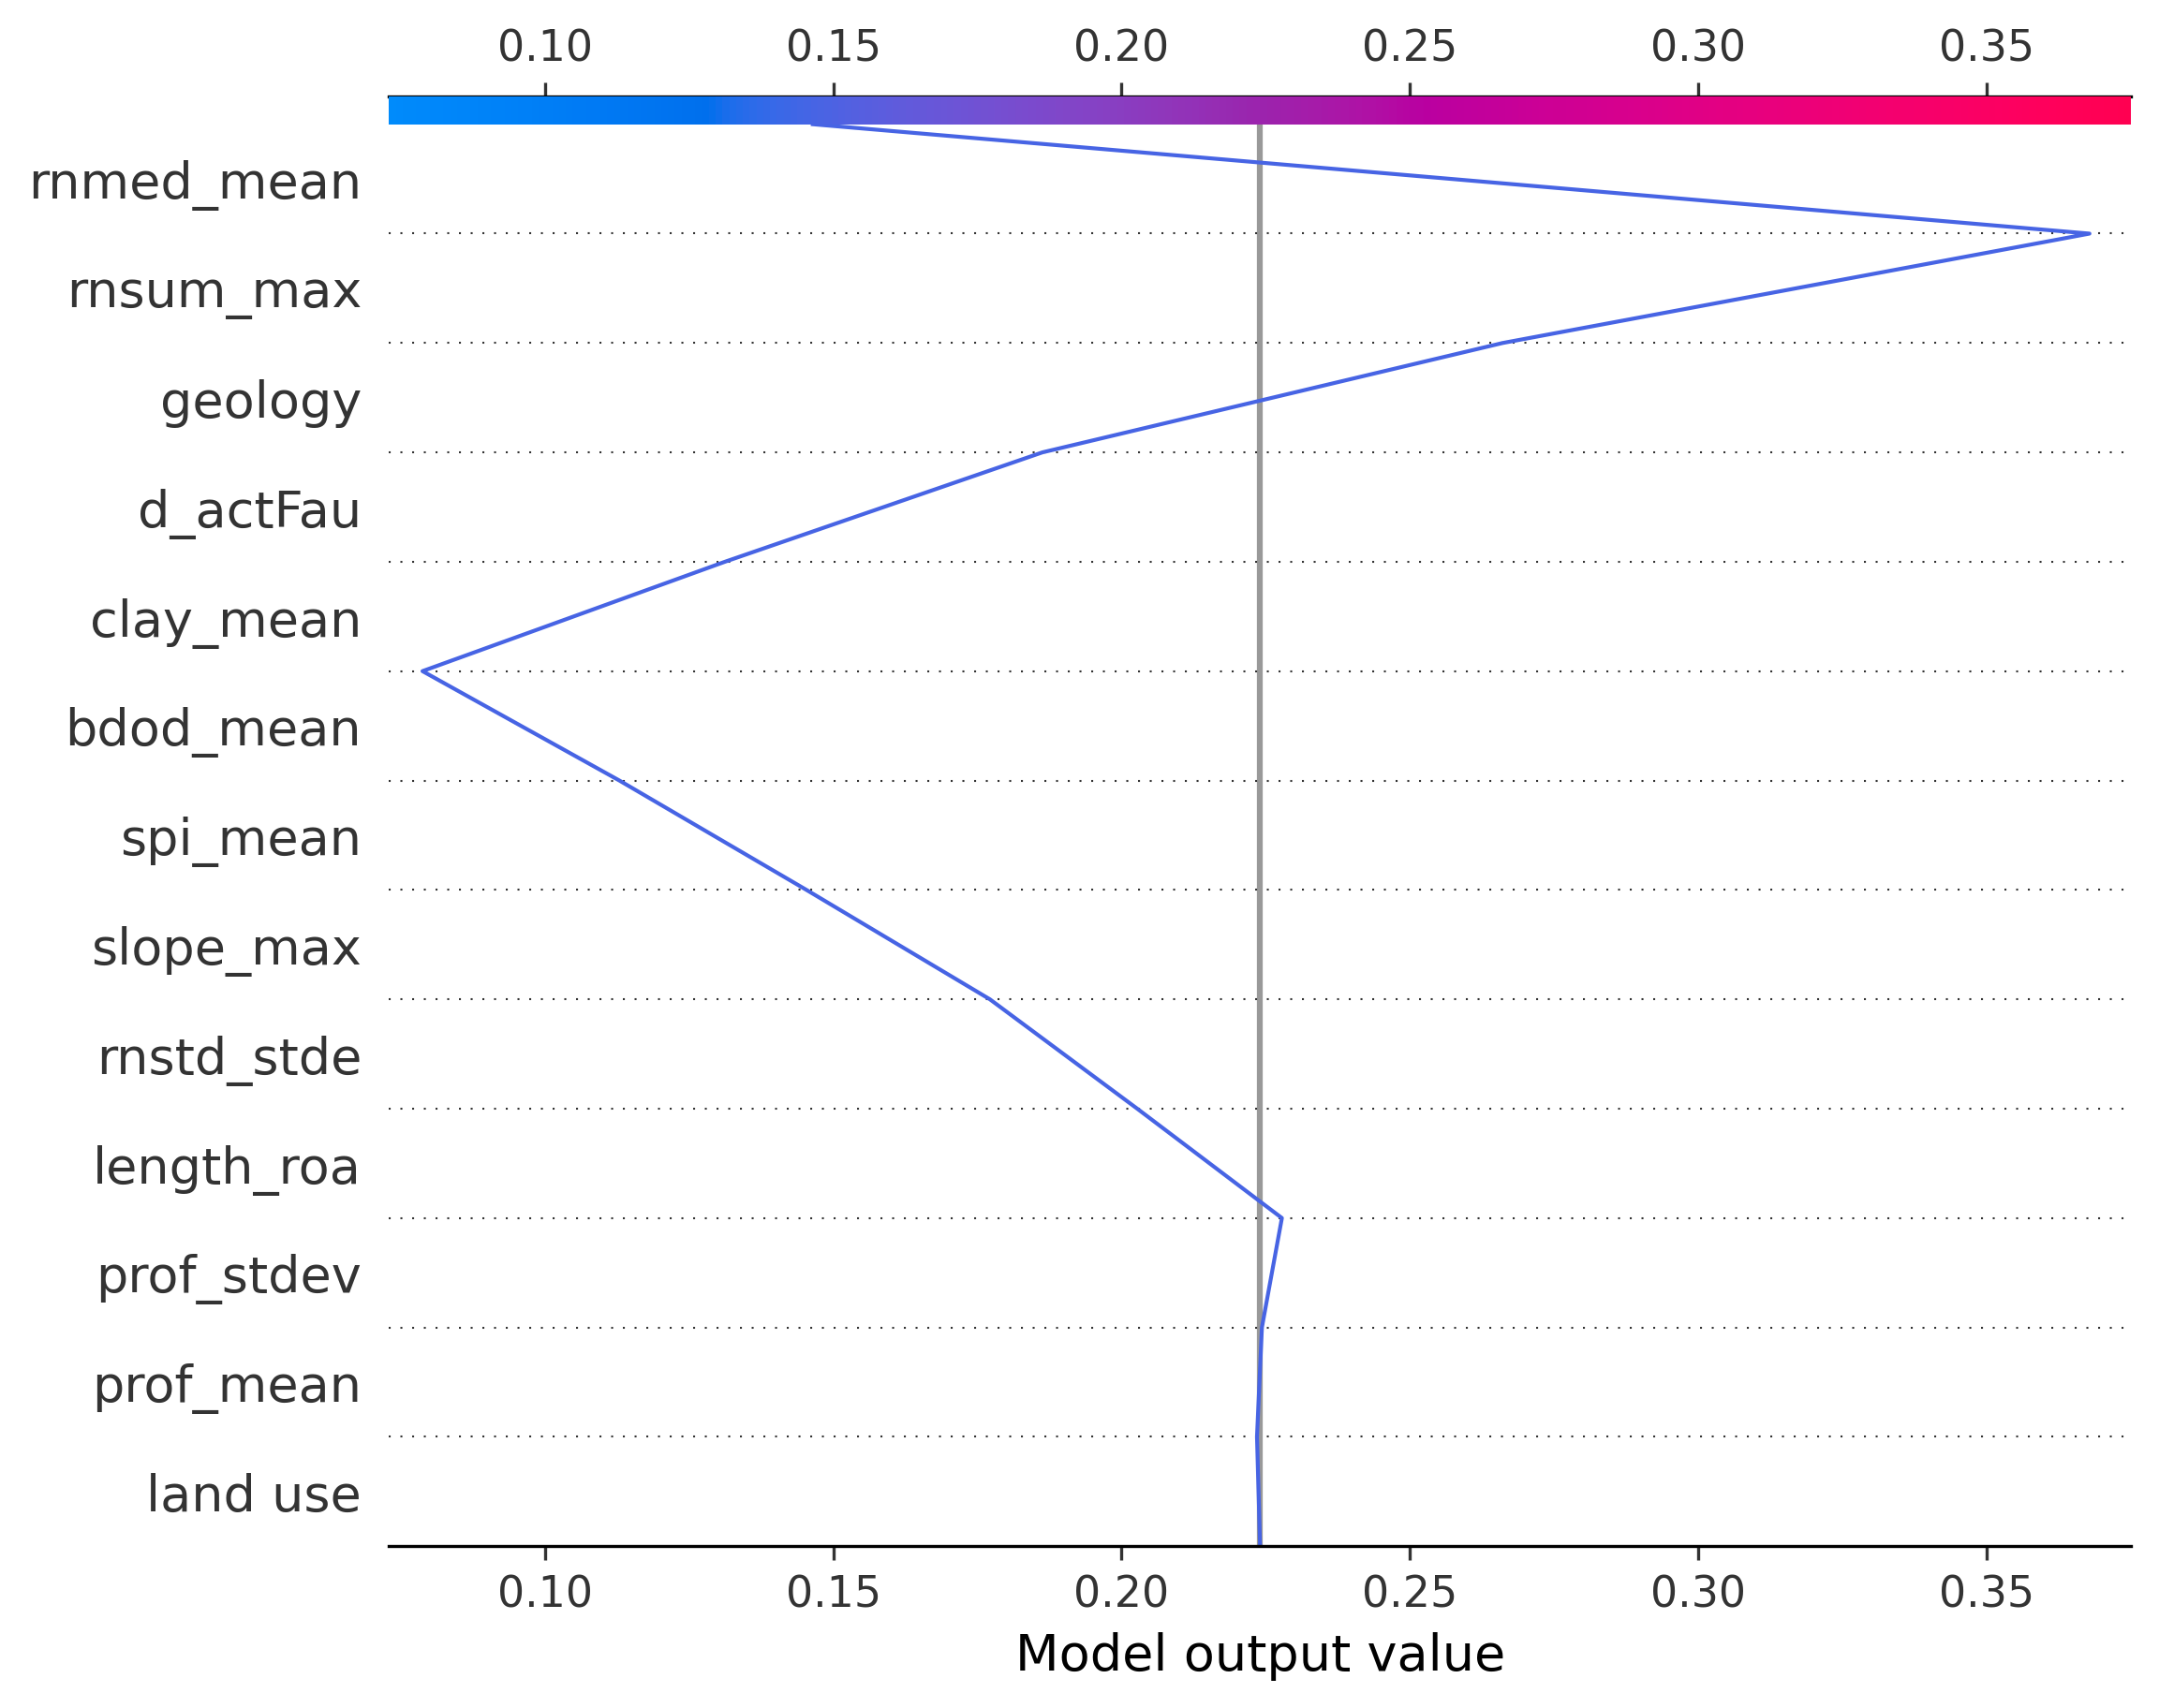 0.10 0.15 0.20 0.25 0.30 0.35
rnmed_mean
rnsum_max
geology
d_actFau
clay_mean
bdod_mean
spi_mean
slope_max
rnstd_stde
length_roa
prof_stdev
prof_mean
land use
0.10 0.15 0.20 0.25 0.30 0.35
Model output value